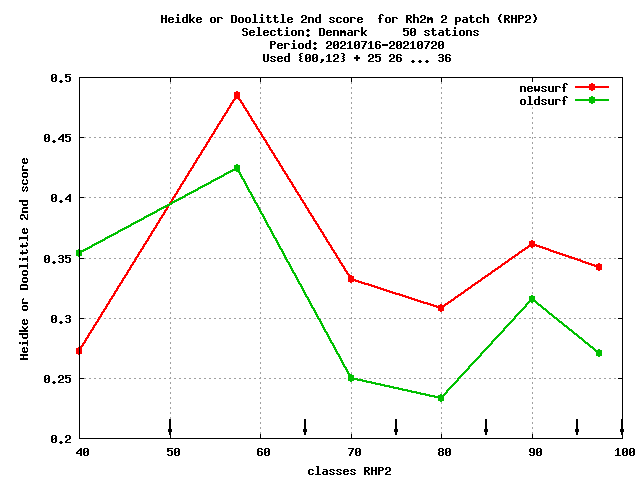 Heidke or Doolittle 2nd score  for Rh2m 2 patch (RHP2)
Selection: Denmark     50 stations
Period: 20210716-20210720
Used {00,12} + 25 26 ... 36
newsurf
oldsurf
0.5
0.45
0.4
0.35
0.3
0.25
0.2
Heidke or Doolittle 2nd score
40 50 60 70 80 90 100
classes RHP2